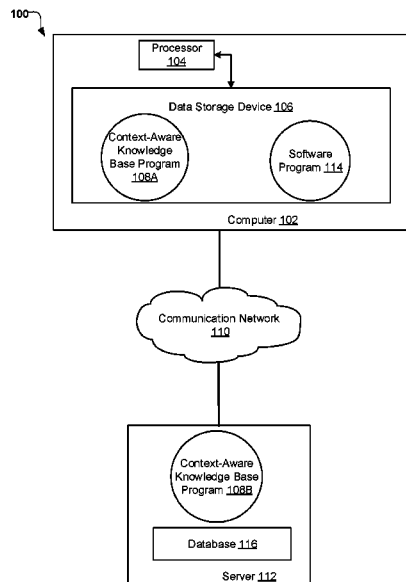 100
Processor
104
Data Storage Device 106
Context-Aware
Knowledge
Base Program
108A
Software
Program 114
Computer 102
Communication Network
110
Context-Aware
Knowledge Base
Program 108B
Database 116
Server 112